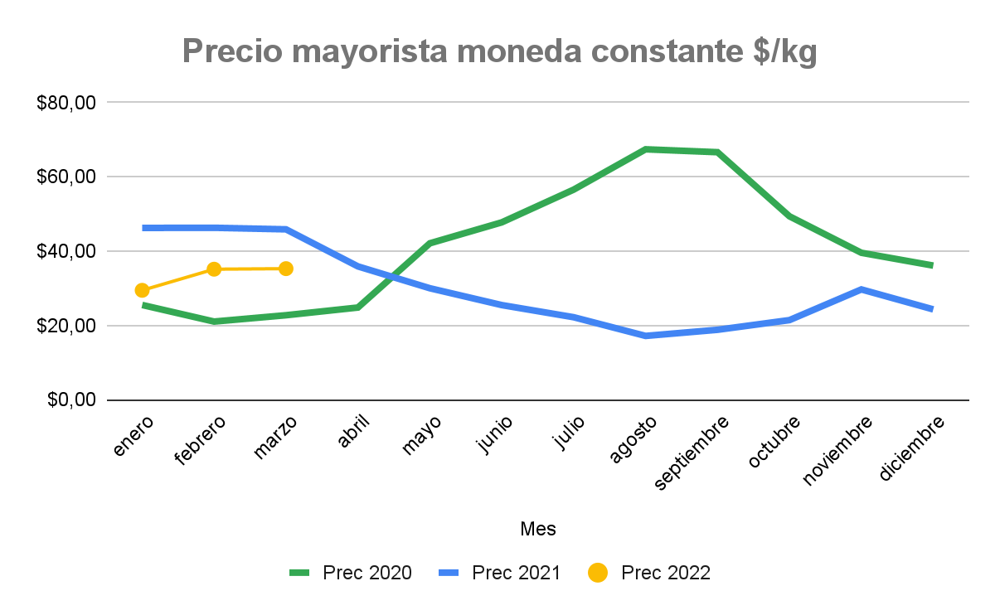 Precio mayorista moneda constante $/kg
$80,00
$60,00
$40,00
$20,00
$0,00
enero
febrero
marzo
abril
mayo
junio
julio
agosto
septiembre
octubre
noviembre
diciembre
Mes
Prec 2020
Prec 2021
Prec 2022